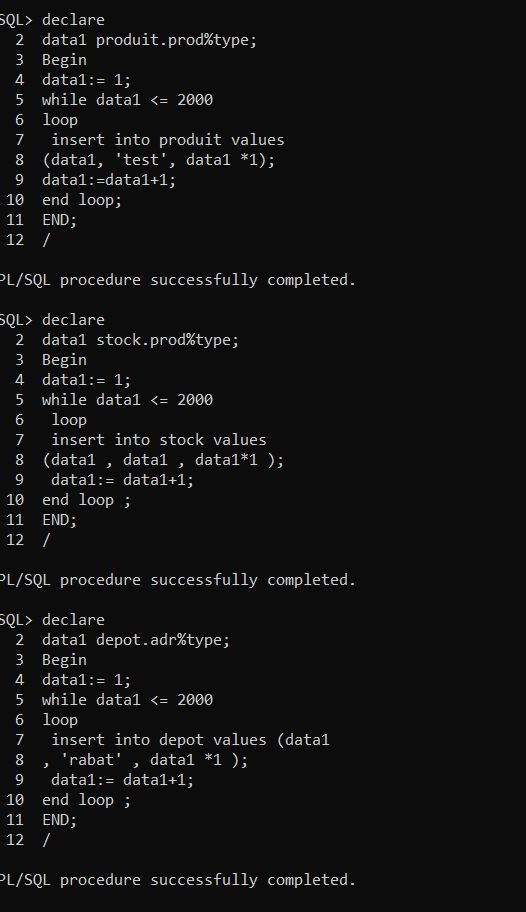 SQL> declare
2 data1 produit.prod%type;
3 Begin
4 data1:= 1;
5 while data1 <= 2000
6 loop
7 insert into produit values
8 (data1, 'test', data1 *1);
9 data1:=data1+1;
10 end loop;
11 END;
12 /
PL/SQL procedure successfully completed.
SQL> declare
2 data1 stock.prod%type;
3 Begin
4 data1:= 1;
5 while data1 <= 2000
6 loop
7 insert into stock values
8 (data1 , data1 , data1*1 );
9 data1:= data1+1;
10 end loop ;
11 END;
12 /
PL/SQL procedure successfully completed.
SQL> declare
2 data1 depot.adr%type;
3 Begin
4 data1:= 1;
5 while data1 <= 2000
6 loop
7 insert into depot values (data1
8 , 'rabat' , data1 *1 );
9 data1:= data1+1;
10 end loop ;
11 END;
12 /
PL/SQL procedure successfully completed.